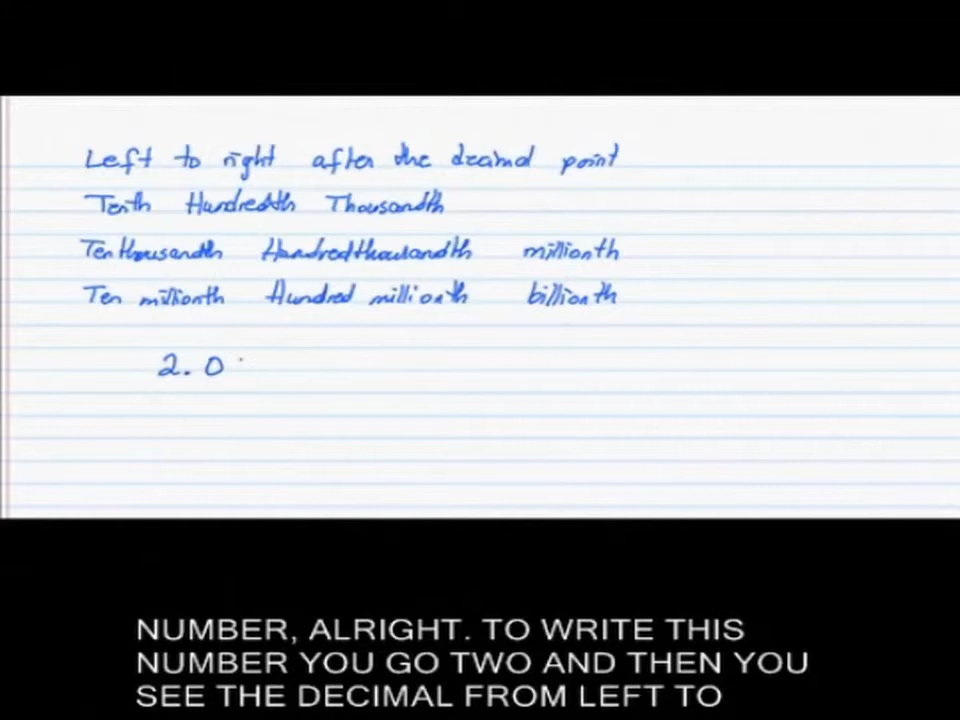 Left to right after the decimal point
Tenth Hundredth Thousandth
Ten thousandth Hundredthousandth millionth
Ten millionth Hundred millionth billionth
2.0
NUMBER, ALRIGHT. TO WRITE THIS
NUMBER YOU GO TWO AND THEN YOU
SEE THE DECIMAL FROM LEFT TO